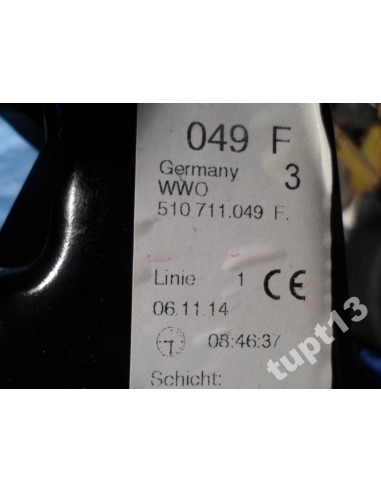 049 F
Germany 3
WWO
510 711.049 F.
Linie 1 CE
06.11.14
08:46:37
Schicht:
tupt13